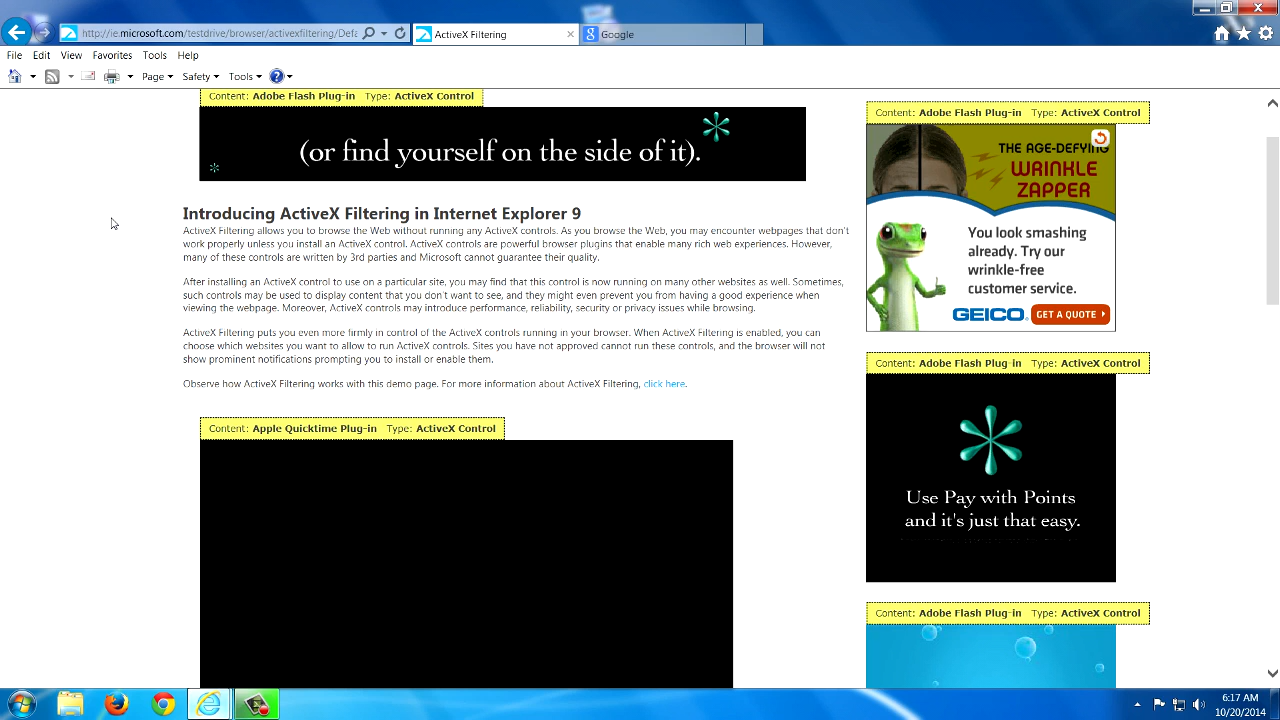 http://ie.microsoft.com/testdrive/browser/activexfiltering/Defa
ActiveX Filtering
Google
File Edit View Favorites Tools Help
Page Safety Tools
Content: Adobe Flash Plug-in Type: ActiveX Control
(or find yourself on the side of it).
Introducing ActiveX Filtering in Internet Explorer 9
ActiveX Filtering allows you to browse the Web without running any ActiveX controls. As you browse the Web, you may encounter webpages that don't
work properly unless you install an ActiveX control. ActiveX controls are powerful browser plugins that enable many rich web experiences. However,
many of these controls are written by 3rd parties and Microsoft cannot guarantee their quality.
After installing an ActiveX control to use on a particular site, you may find that this control is now running on many other websites as well. Sometimes,
such controls may be used to display content that you don't want to see, and they might even prevent you from having a good experience when
viewing the webpage. Moreover, ActiveX controls may introduce performance, reliability, security or privacy issues while browsing.
ActiveX Filtering puts you even more firmly in control of the ActiveX controls running in your browser. When ActiveX Filtering is enabled, you can
choose which websites you want to allow to run ActiveX controls. Sites you have not approved cannot run these controls, and the browser will not
show prominent notifications prompting you to install or enable them.
Observe how ActiveX Filtering works with this demo page. For more information about ActiveX Filtering, click here.
Content: Apple Quicktime Plug-in Type: ActiveX Control
Content: Adobe Flash Plug-in Type: ActiveX Control
THE AGE-DEFYING
WRINKLE
ZAPPER
You look smashing
already. Try our
wrinkle-free
customer service.
GEICO. GET A QUOTE
Content: Adobe Flash Plug-in Type: ActiveX Control
Use Pay with Points
and it's just that easy.
Content: Adobe Flash Plug-in Type: ActiveX Control
6:17 AM
10/20/2014